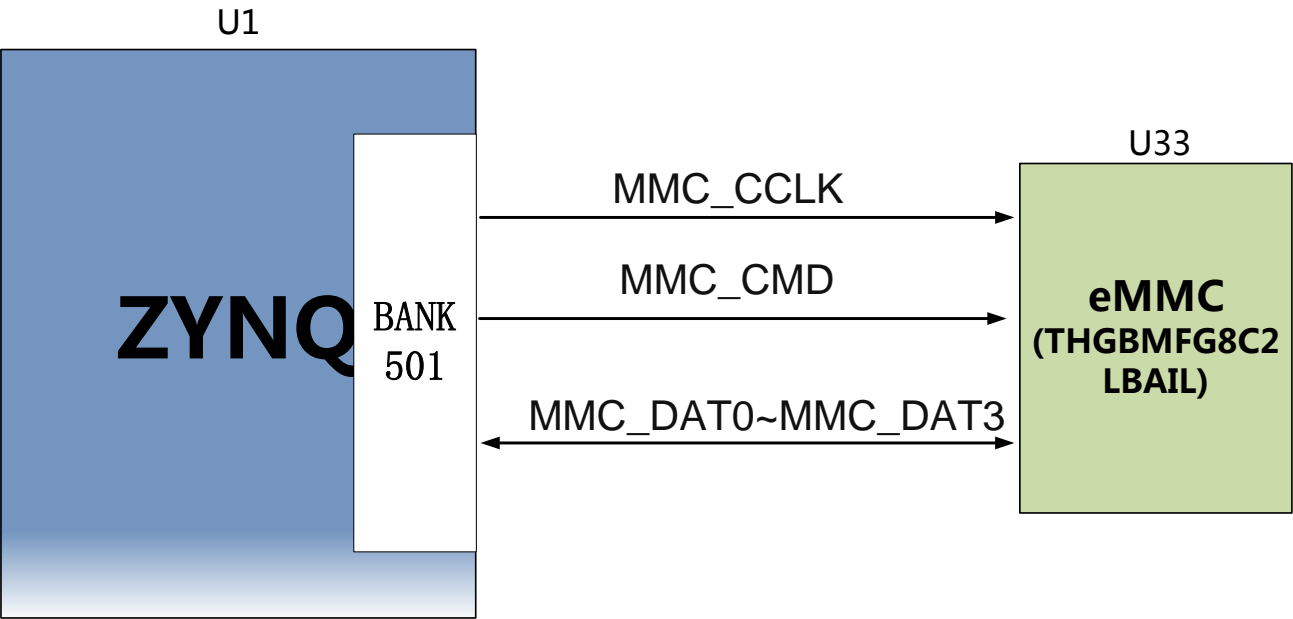 U1
U33
MMC_CCLK
MMC_CMD
ZYNQ
BANK
501
eMMC
(THGBMFG8C2
LBAIL)
MMC_DAT0~MMC_DAT3